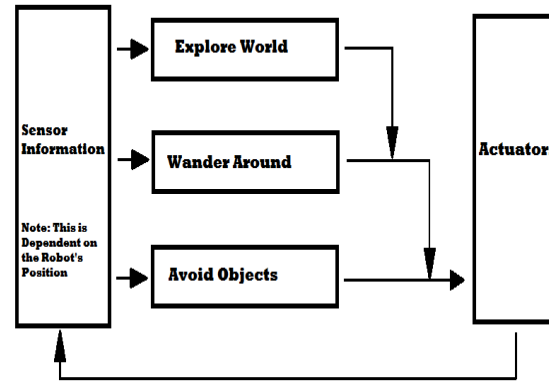 Explore World
Sensor
Information
Wander Around
Actuator
Note: This is
Dependent on
the Robot's
Position
Avoid Objects